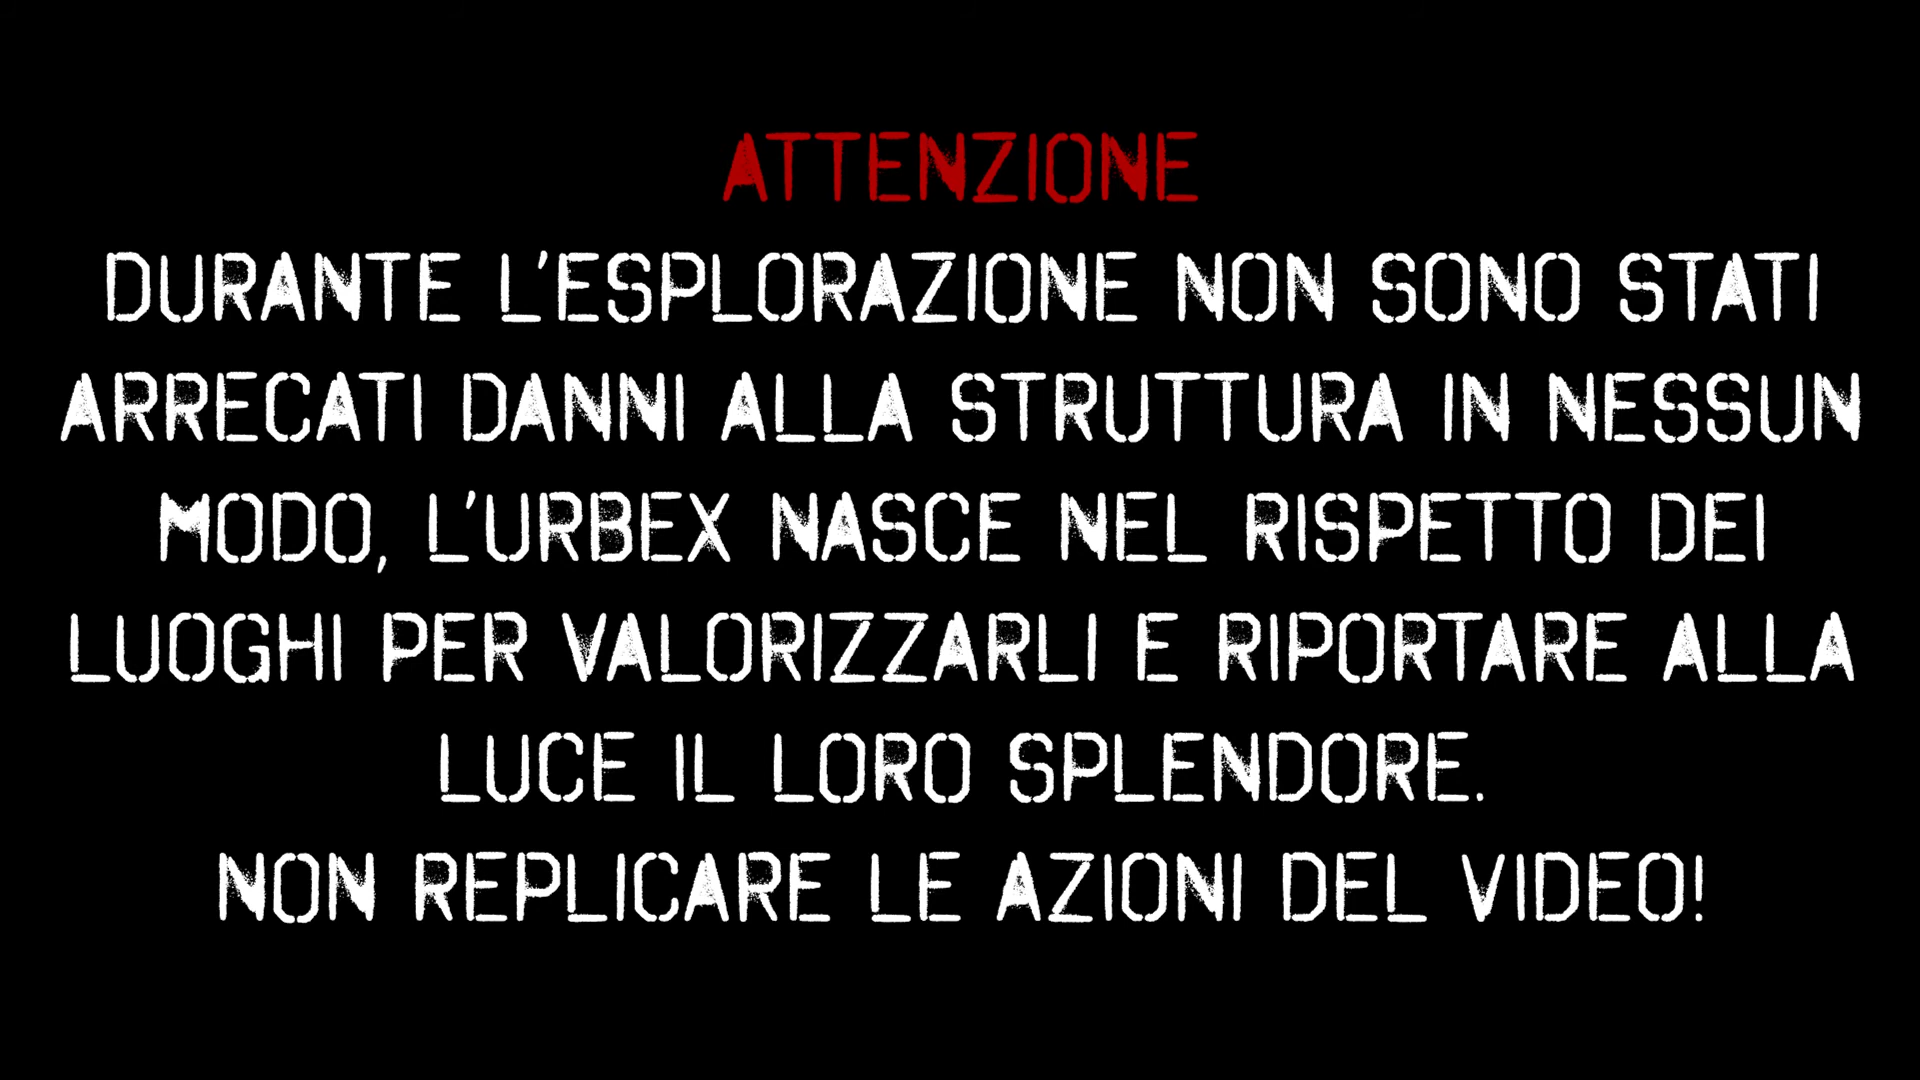 ATTENZIONE
DURANTE L'ESPLORAZIONE NON SONO STATI
ARRECATI DANNI ALLA STRUTTURA IN NESSUN
MODO, L'URBEX NASCE NEL RISPETTO DEI
LUOGHI PER VALORIZZARLI E RIPORTARE ALLA
LUCE IL LORO SPLENDORE.
NON REPLICARE LE AZIONI DEL VIDEO!